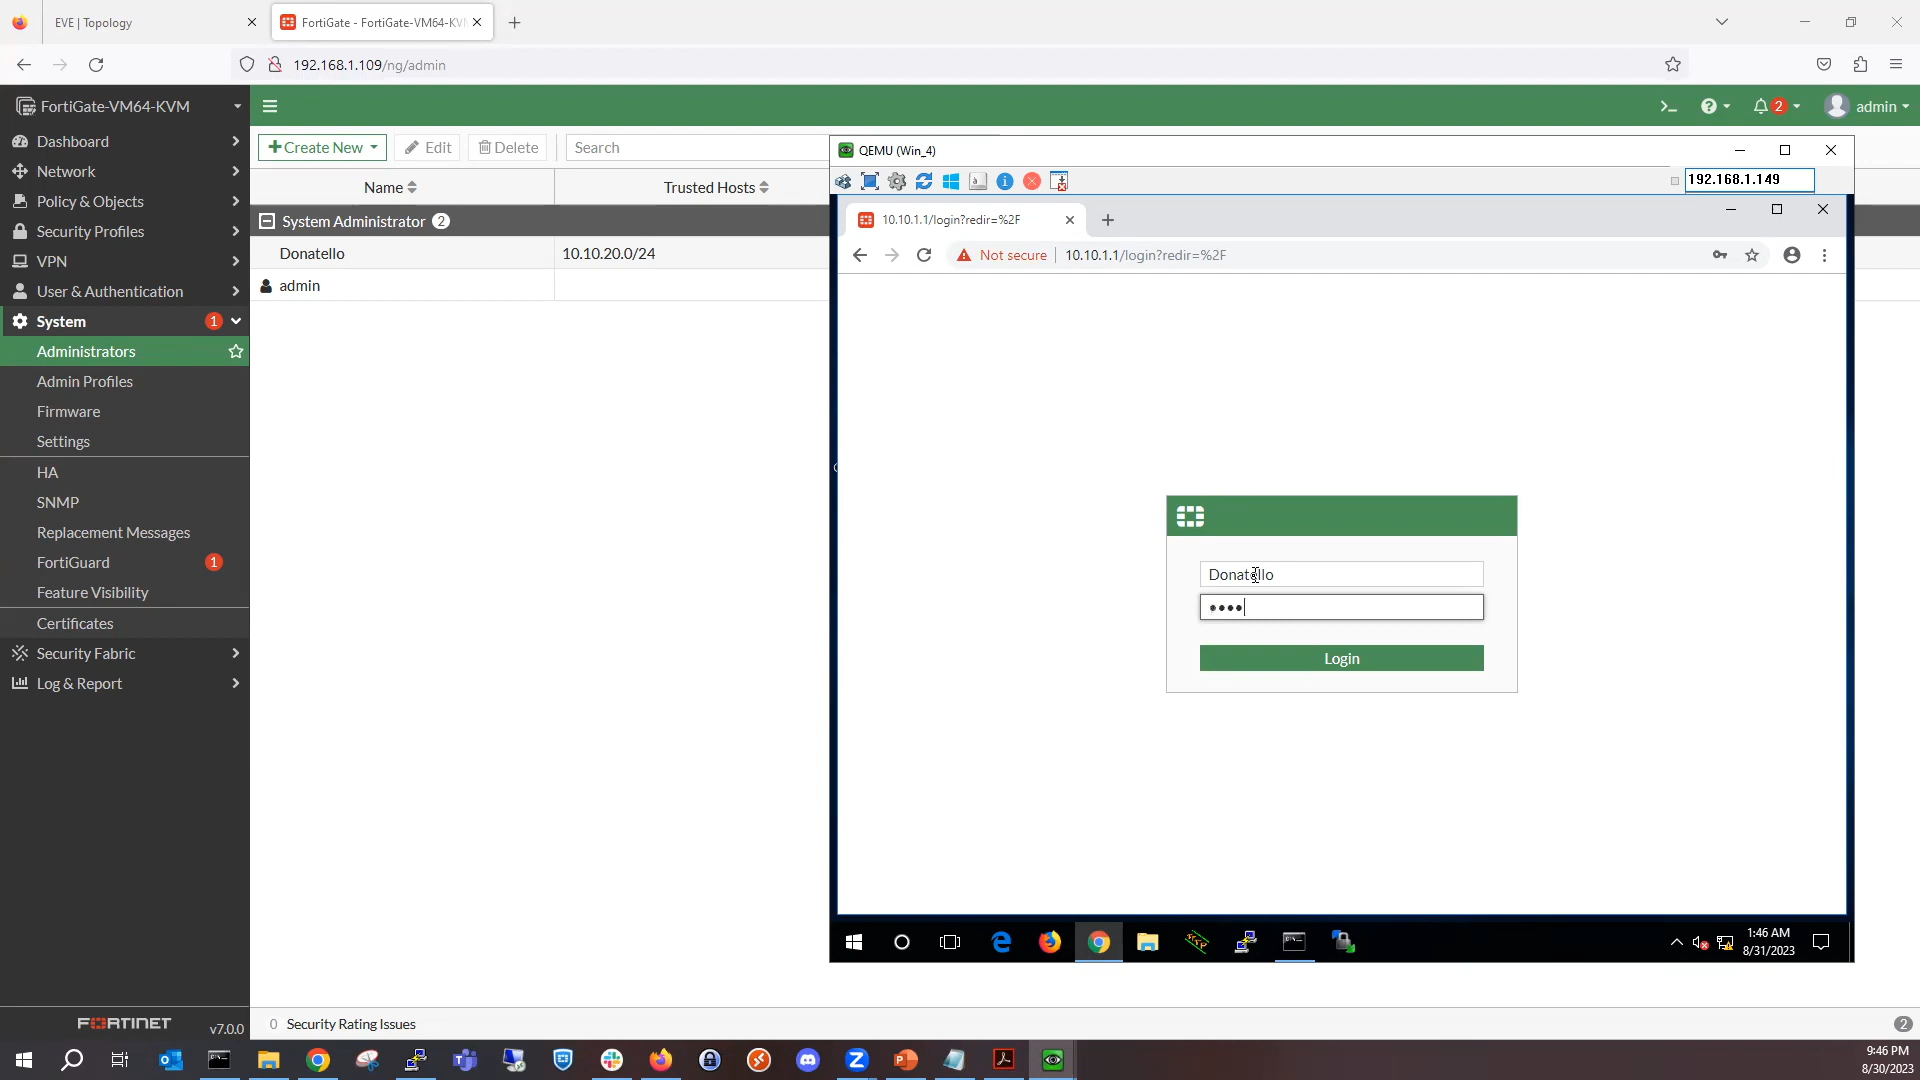 EVE | Topology
FortiGate - FortiGate-VM64-KV
192.168.1.109/ng/admin
FortiGate-VM64-KVM
2
admin
Dashboard
Network
Policy & Objects
Security Profiles
VPN
User & Authentication
System 1
Administrators
Admin Profiles
Firmware
Settings
HA
SNMP
Replacement Messages
FortiGuard 1
Feature Visibility
Certificates
Security Fabric
Log & Report
FORTINET v7.0.0
Create New
Edit
Delete
Search
Name
Trusted Hosts
System Administrator 2
Donatello
10.10.20.0/24
admin
QEMU (Win_4)
192.168.1.149
10.10.1.1/login?redir=%2F
Not secure
10.10.1.1/login?redir=%2F
Donatello
Login
1:46 AM
8/31/2023
0 Security Rating Issues
2
9:46 PM
8/30/2023